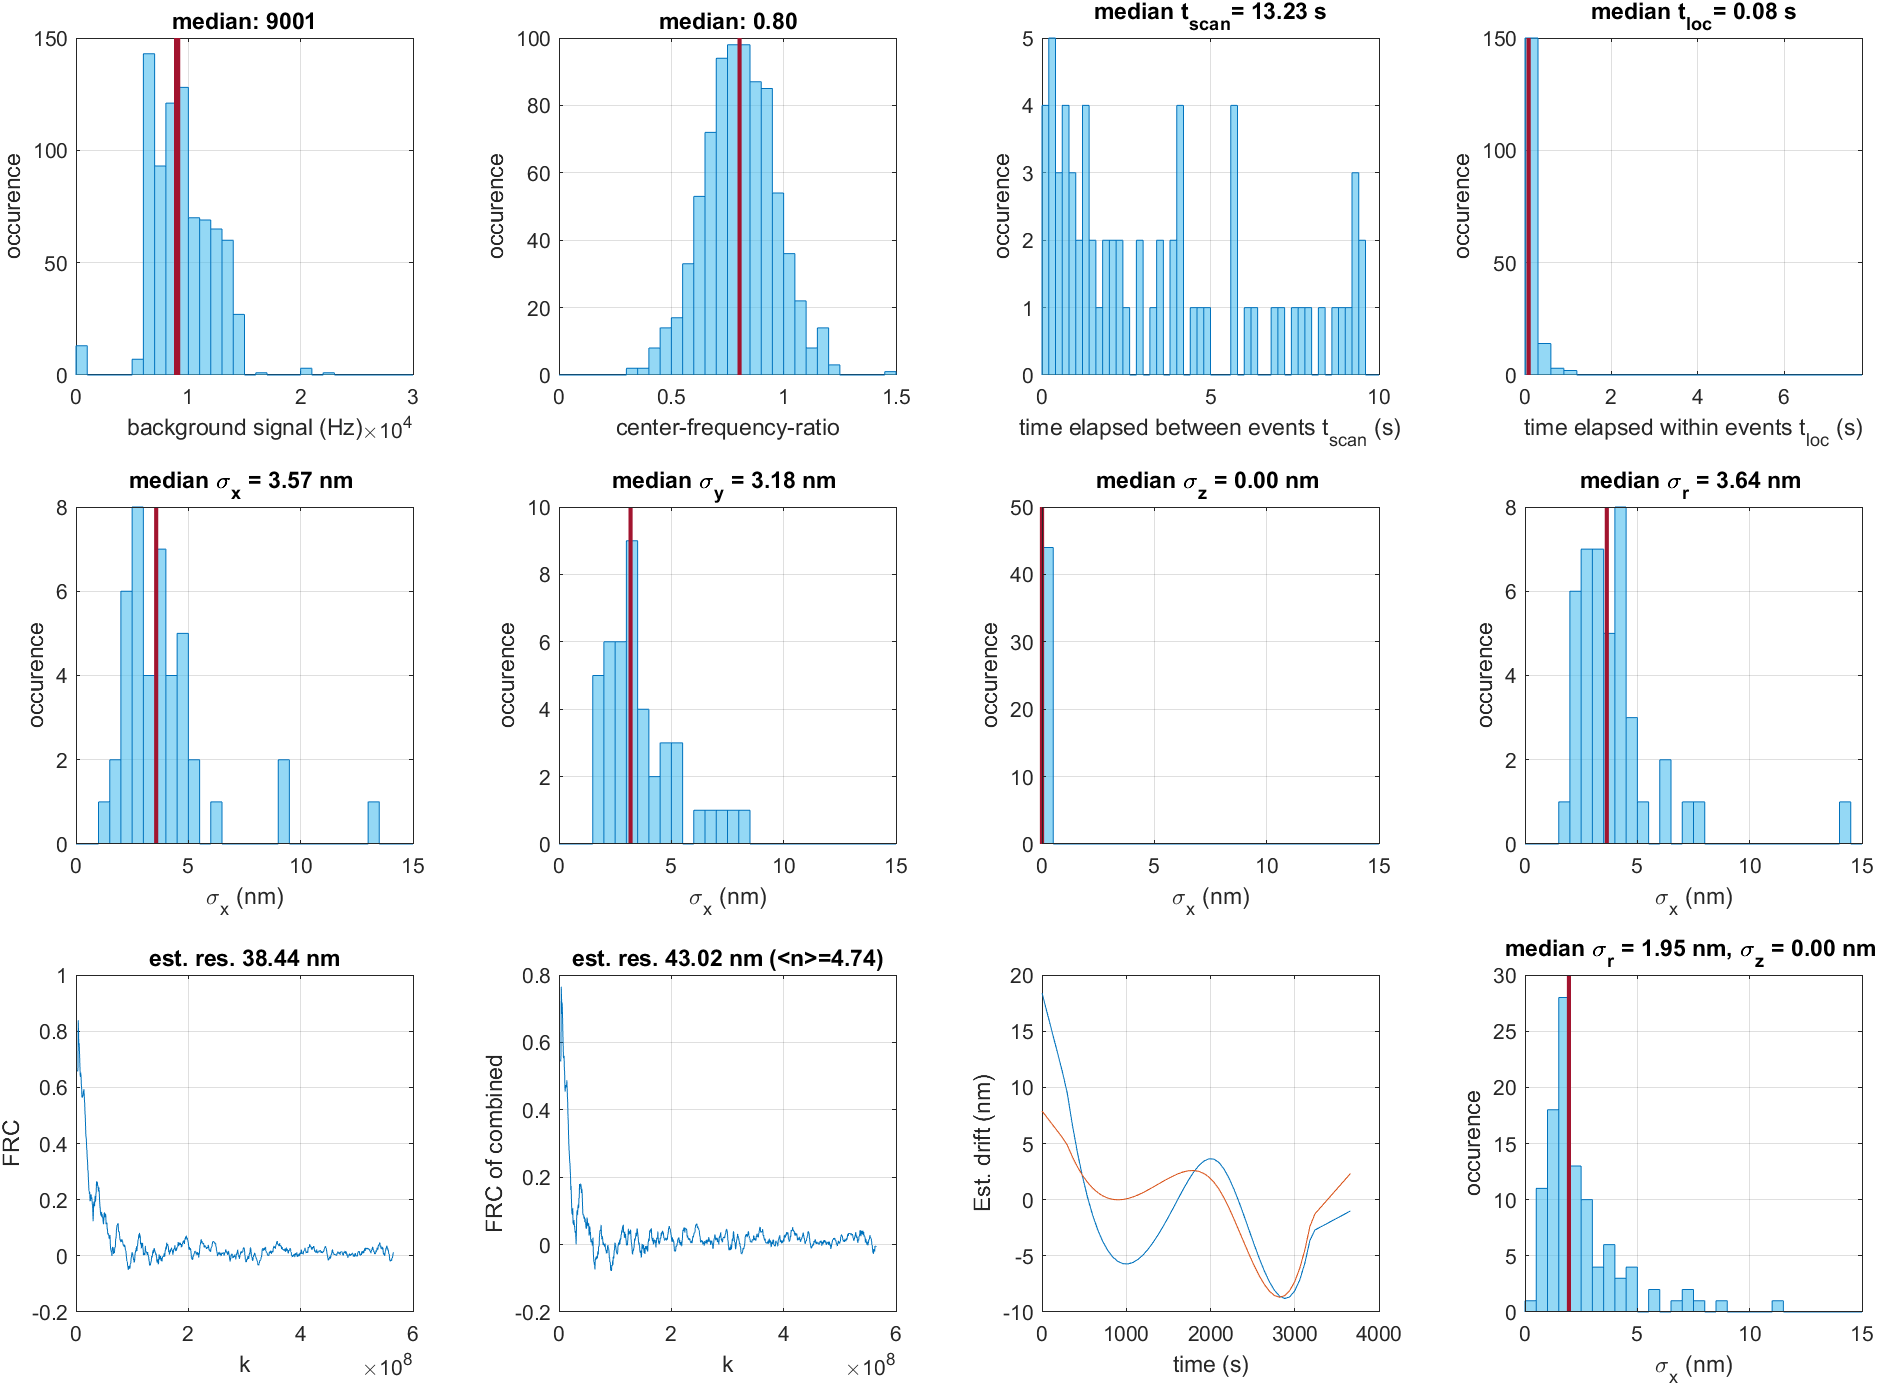 median: 9001
occurence
150
100
50
0
0 1 2 3
background signal (Hz) ×10^4
median: 0.80
occurence
100
80
60
40
20
0
0 0.5 1 1.5
center-frequency-ratio
median t_scan= 13.23 s
occurence
5
4
3
2
1
0
0 5 10
time elapsed between events t_scan (s)
median t_loc= 0.08 s
occurence
150
100
50
0
0 2 4 6
time elapsed within events t_loc (s)
median σ_x = 3.57 nm
occurence
8
6
4
2
0
0 5 10 15
σ_x (nm)
median σ_y = 3.18 nm
occurence
10
8
6
4
2
0
0 5 10 15
σ_x (nm)
median σ_z = 0.00 nm
occurence
50
40
30
20
10
0
0 5 10 15
σ_x (nm)
median σ_r = 3.64 nm
occurence
8
6
4
2
0
0 5 10 15
σ_x (nm)
est. res. 38.44 nm
FRC
1
0.8
0.6
0.4
0.2
0
-0.2
0 2 4 6
k ×10^8
est. res. 43.02 nm (<n>=4.74)
FRC of combined
0.8
0.6
0.4
0.2
0
-0.2
0 2 4 6
k ×10^8
Est. drift (nm)
20
15
10
5
0
-5
-10
0 1000 2000 3000 4000
time (s)
median σ_r = 1.95 nm, σ_z = 0.00 nm
occurence
30
25
20
15
10
5
0
0 5 10 15
σ_x (nm)